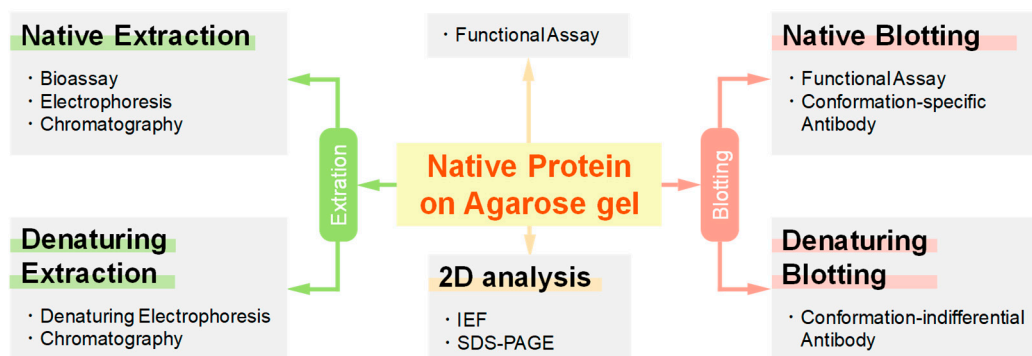 Native Extraction
· Bioassay
· Electrophoresis
· Chromatography
· Functional Assay
Native Blotting
· Functional Assay
· Conformation-specific
Antibody
Extration
Native Protein
on Agarose gel
Blotting
Denaturing
Extraction
· Denaturing Electrophoresis
· Chromatography
2D analysis
· IEF
· SDS-PAGE
Denaturing
Blotting
· Conformation-indifferential
Antibody